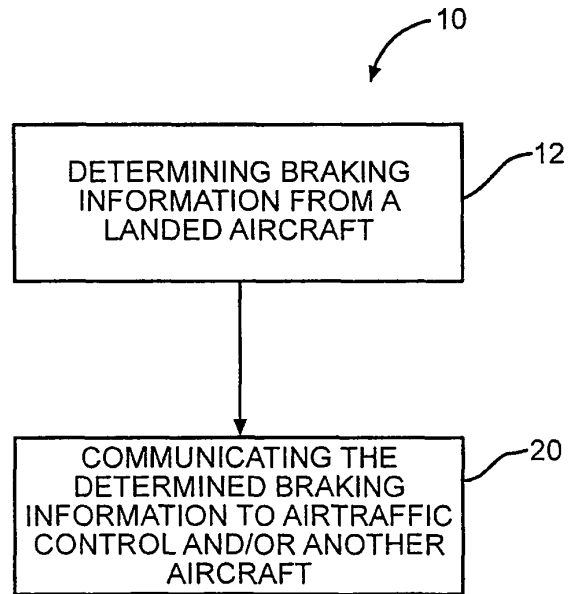 10
DETERMINING BRAKING
INFORMATION FROM A
LANDED AIRCRAFT
12
COMMUNICATING THE
DETERMINED BRAKING
INFORMATION TO AIRTRAFFIC
CONTROL AND/OR ANOTHER
AIRCRAFT
20